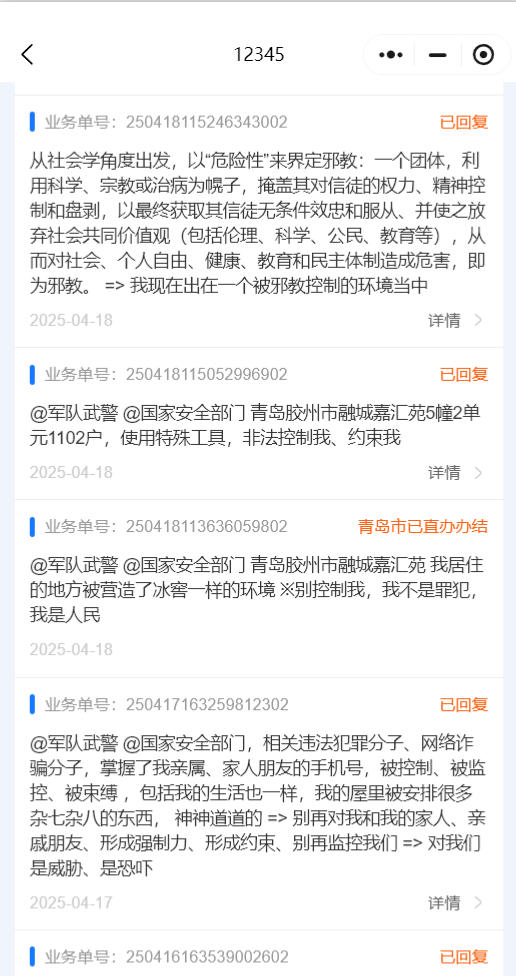 12345
业务单号：250418115246343002 已回复
从社会学角度出发，以“危险性”来界定邪教：一个团体，利
用科学、宗教或治病为幌子，掩盖其对信徒的权力、精神控
制和盘剥，以最终获取其信徒无条件效忠和服从、并使之放
弃社会共同价值观（包括伦理、科学、公民、教育等），从
而对社会、个人自由、健康、教育和民主体制造成危害，即
为邪教。 => 我现在出在一个被邪教控制的环境当中
2025-04-18 详情
业务单号：250418115052996902 已回复
@军队武警 @国家安全部门 青岛胶州市融城嘉汇苑5幢2单
元1102户，使用特殊工具，非法控制我、约束我
2025-04-18 详情
业务单号：250418113636059802 青岛市已直办办结
@军队武警 @国家安全部门 青岛胶州市融城嘉汇苑 我居住
的地方被营造了冰窖一样的环境 ※别控制我，我不是罪犯，
我是人民
2025-04-18
业务单号：250417163259812302 已回复
@军队武警 @国家安全部门，相关违法犯罪分子、网络诈
骗分子，掌握了我亲属、家人朋友的手机号，被控制、被监
控、被束缚 ，包括我的生活也一样，我的屋里被安排很多
杂七杂八的东西， 神神道道的 => 别再对我和我的家人、亲
戚朋友、形成强制力、形成约束、别再监控我们 => 对我们
是威胁、是恐吓
2025-04-17 详情
业务单号：250416163539002602 已回复